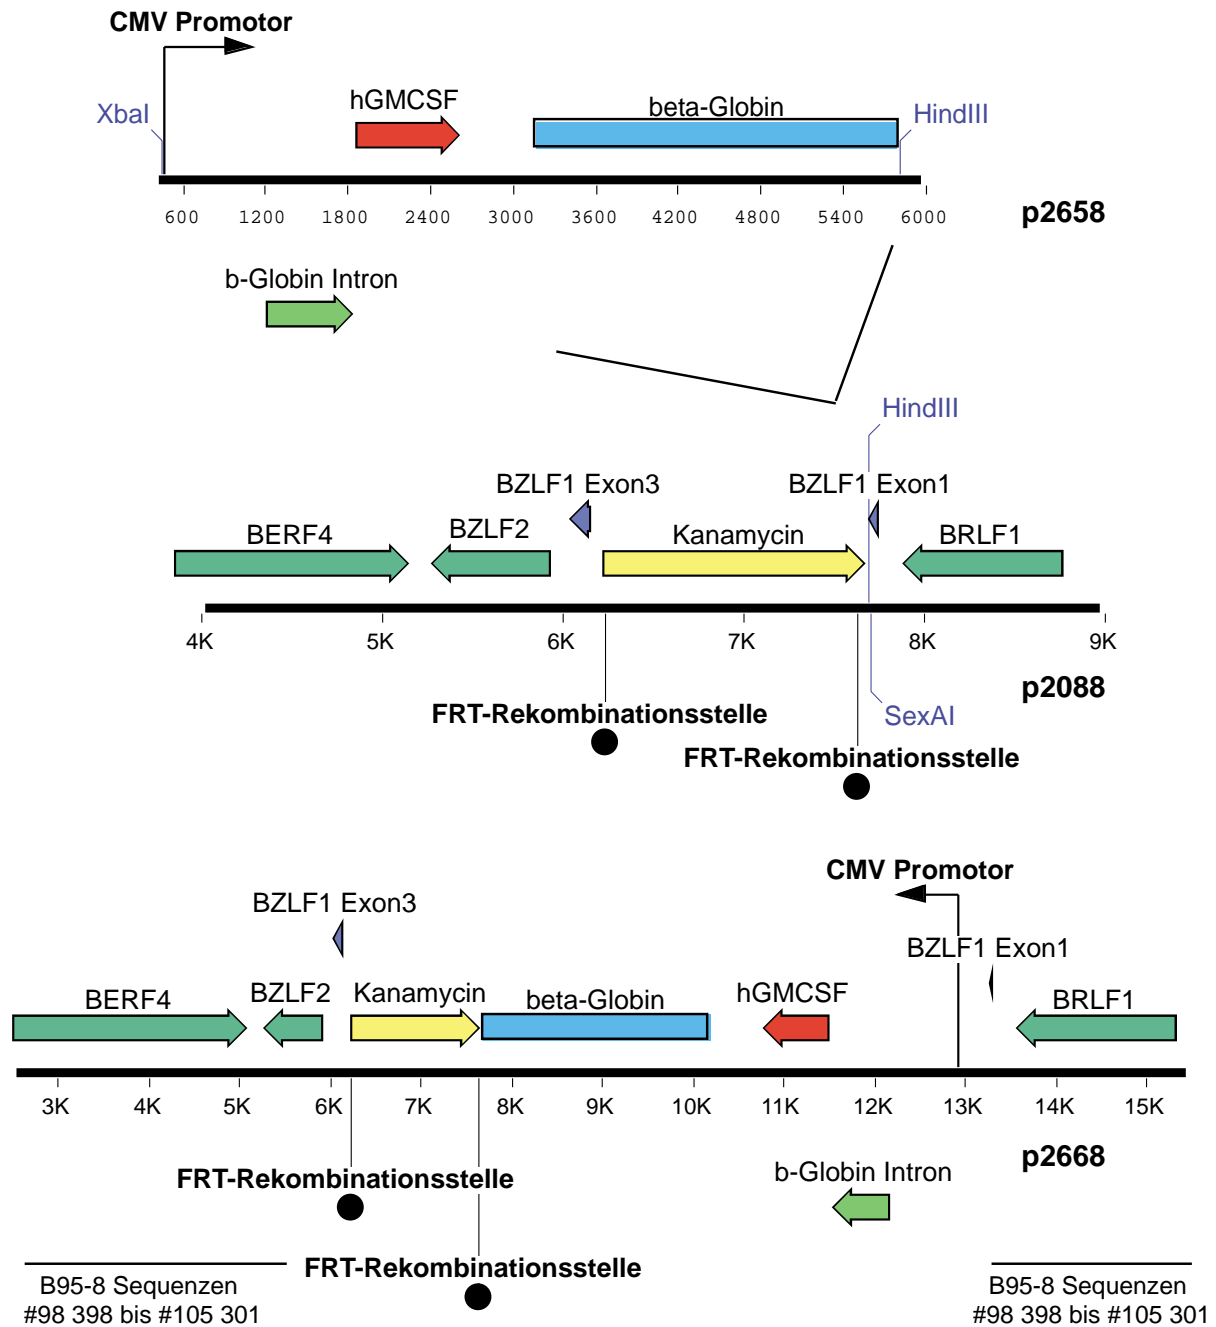 CMV Promotor
hGMCSF
beta-Globin
XbaI
HindIII
600 1200 1800 2400 3000 3600 4200 4800 5400 6000
p2658
b-Globin Intron
HindIII
BZLF1 Exon3
BZLF1 Exon1
BERF4
BZLF2
Kanamycin
BRLF1
4K 5K 6K 7K 8K 9K
p2088
FRT-Rekombinationsstelle
SexAI
FRT-Rekombinationsstelle
CMV Promotor
BZLF1 Exon3
BZLF1 Exon1
BERF4
BZLF2
Kanamycin
beta-Globin
hGMCSF
BRLF1
3K 4K 5K 6K 7K 8K 9K 10K 11K 12K 13K 14K 15K
p2668
b-Globin Intron
FRT-Rekombinationsstelle
FRT-Rekombinationsstelle
B95-8 Sequenzen
#98 398 bis #105 301
B95-8 Sequenzen
#98 398 bis #105 301